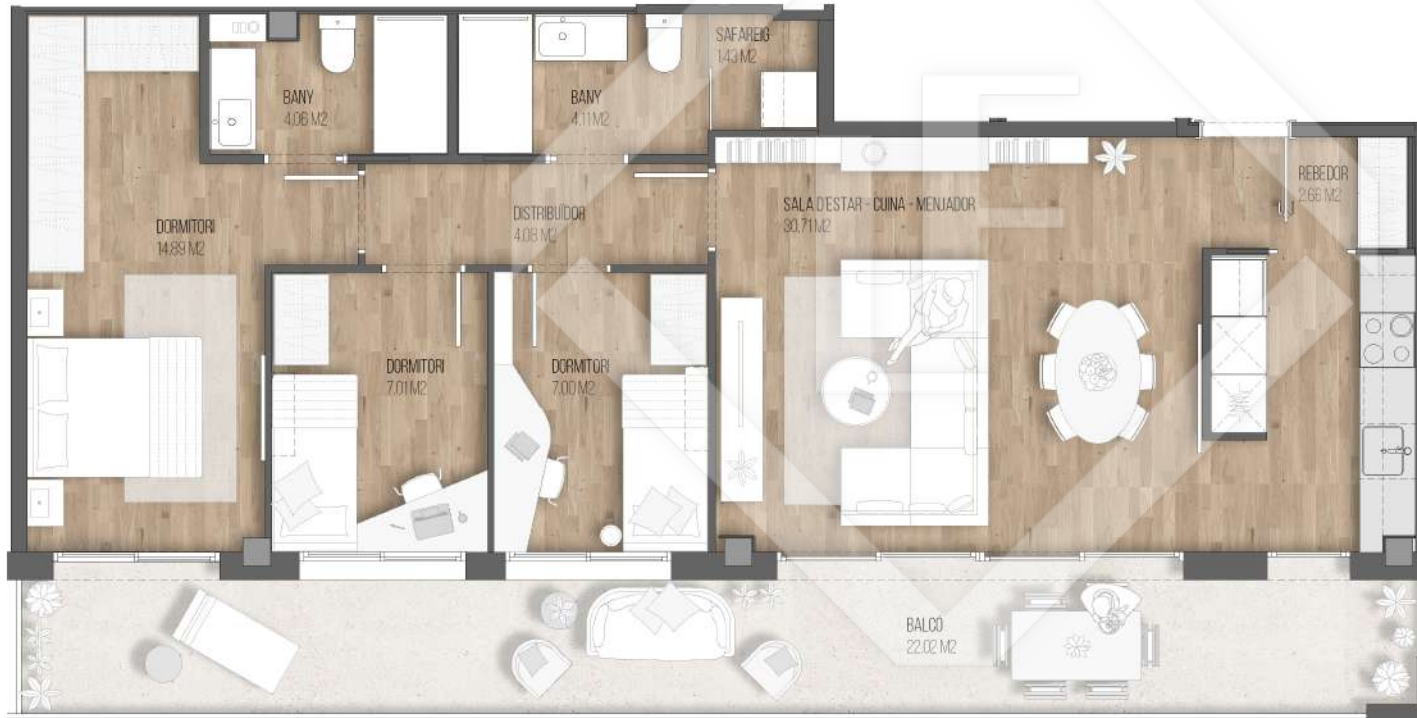 SAFAREIG
1,43 M2
BANY
4,06 M2
BANY
4,11 M2
REBEDOR
2,66 M2
SALA D'ESTAR - CUINA - MENJADOR
30,71 M2
DISTRIBUÏDOR
4,08 M2
DORMITORI
14,89 M2
DORMITORI
7,01 M2
DORMITORI
7,00 M2
BALCÓ
22,02 M2